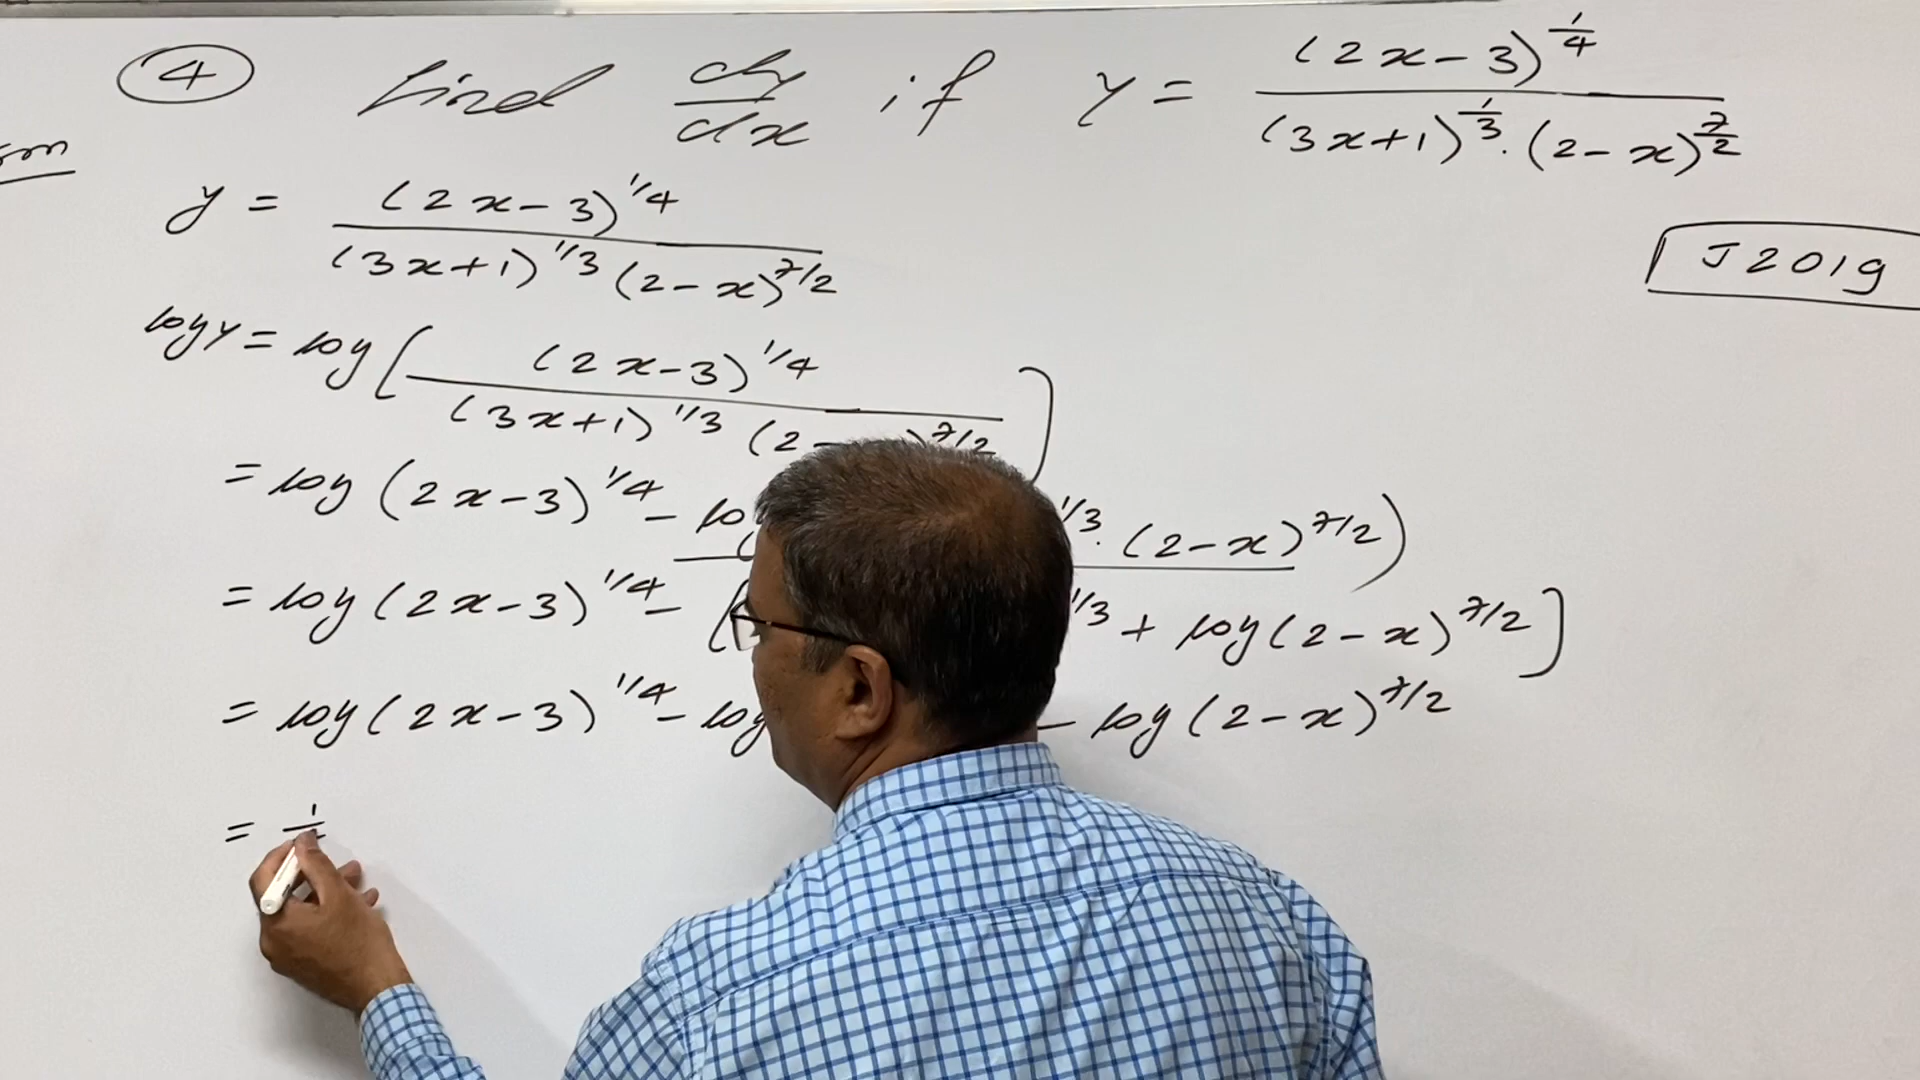 4 Find dy/dx if y = (2x-3)^1/4 / (3x+1)^1/3 . (2-x)^7/2
y = (2x-3)^1/4 / (3x+1)^1/3 (2-x)^7/2
J 2019
log y = log [ (2x-3)^1/4 / (3x+1)^1/3 (2- )^7/2 ]
= log (2x-3)^1/4 - lo ^1/3 . (2-x)^7/2 )
= log (2x-3)^1/4 - [ ^1/3 + log (2-x)^7/2 ]
= log (2x-3)^1/4 - log - log (2-x)^7/2
= 1/